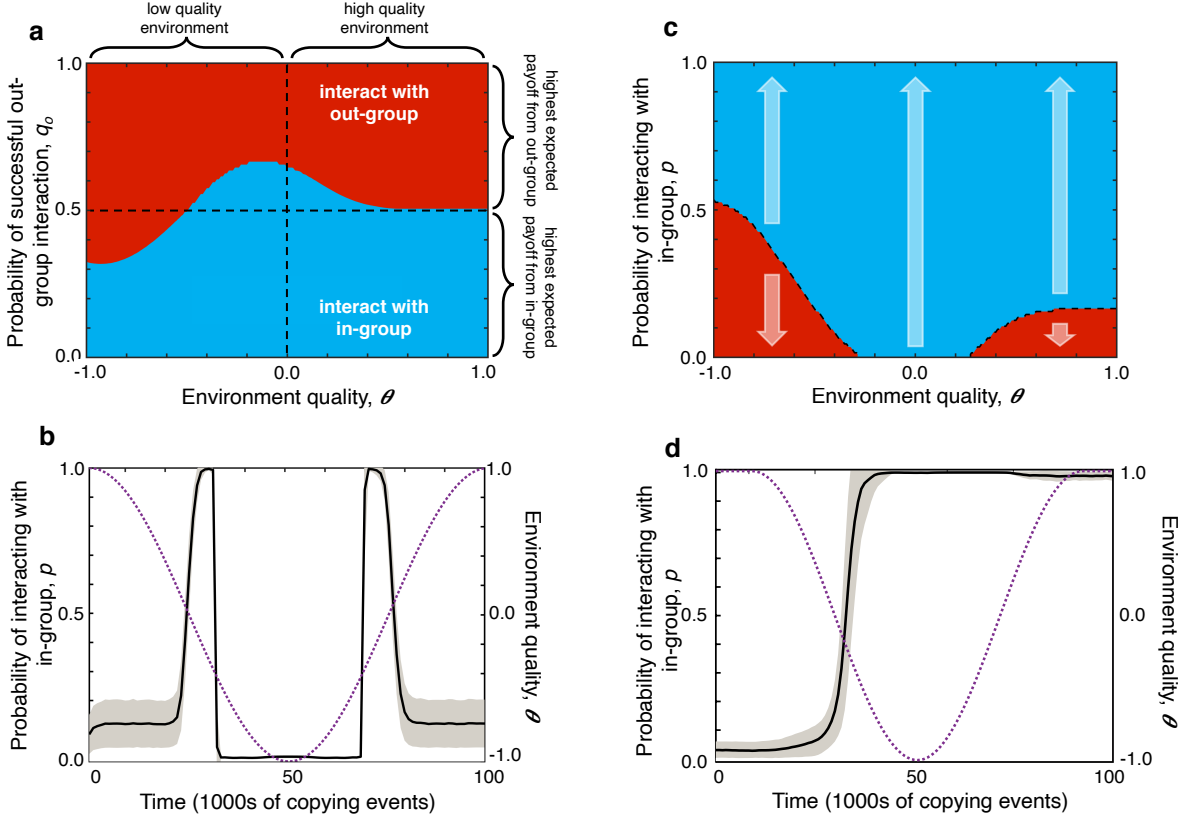 a
low quality
environment
high quality
environment
Probability of successful out-
group interaction, qo
1.0
0.5
0.0
interact with
out-group
interact with
in-group
highest expected
payoff from out-group
highest expected
payoff from in-group
-1.0
0.0
1.0
Environment quality, θ
c
Probability of interacting with
in-group, p
1.0
0.5
0.0
-1.0
0.0
1.0
Environment quality, θ
b
Probability of interacting with
in-group, p
1.0
0.5
0.0
1.0
0.0
-1.0
Environment quality, θ
0
50
100
Time (1000s of copying events)
d
Probability of interacting with
in-group, p
1.0
0.5
0.0
1.0
0.0
-1.0
Environment quality, θ
0
50
100
Time (1000s of copying events)